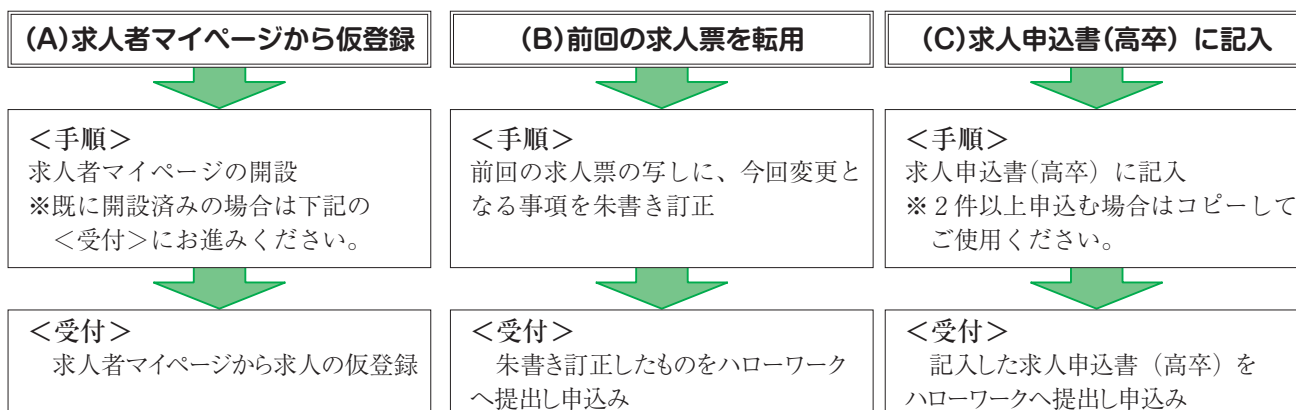 (A)求人者マイページから仮登録
<手順>
求人者マイページの開設
※既に開設済みの場合は下記の
<受付>にお進みください。
<受付>
求人者マイページから求人の仮登録
(B)前回の求人票を転用
<手順>
前回の求人票の写しに、今回変更と
なる事項を朱書き訂正
<受付>
朱書き訂正したものをハローワーク
へ提出し申込み
(C)求人申込書(高卒)に記入
<手順>
求人申込書(高卒)に記入
※2件以上申込む場合はコピーして
ご使用ください。
<受付>
記入した求人申込書(高卒)を
ハローワークへ提出し申込み